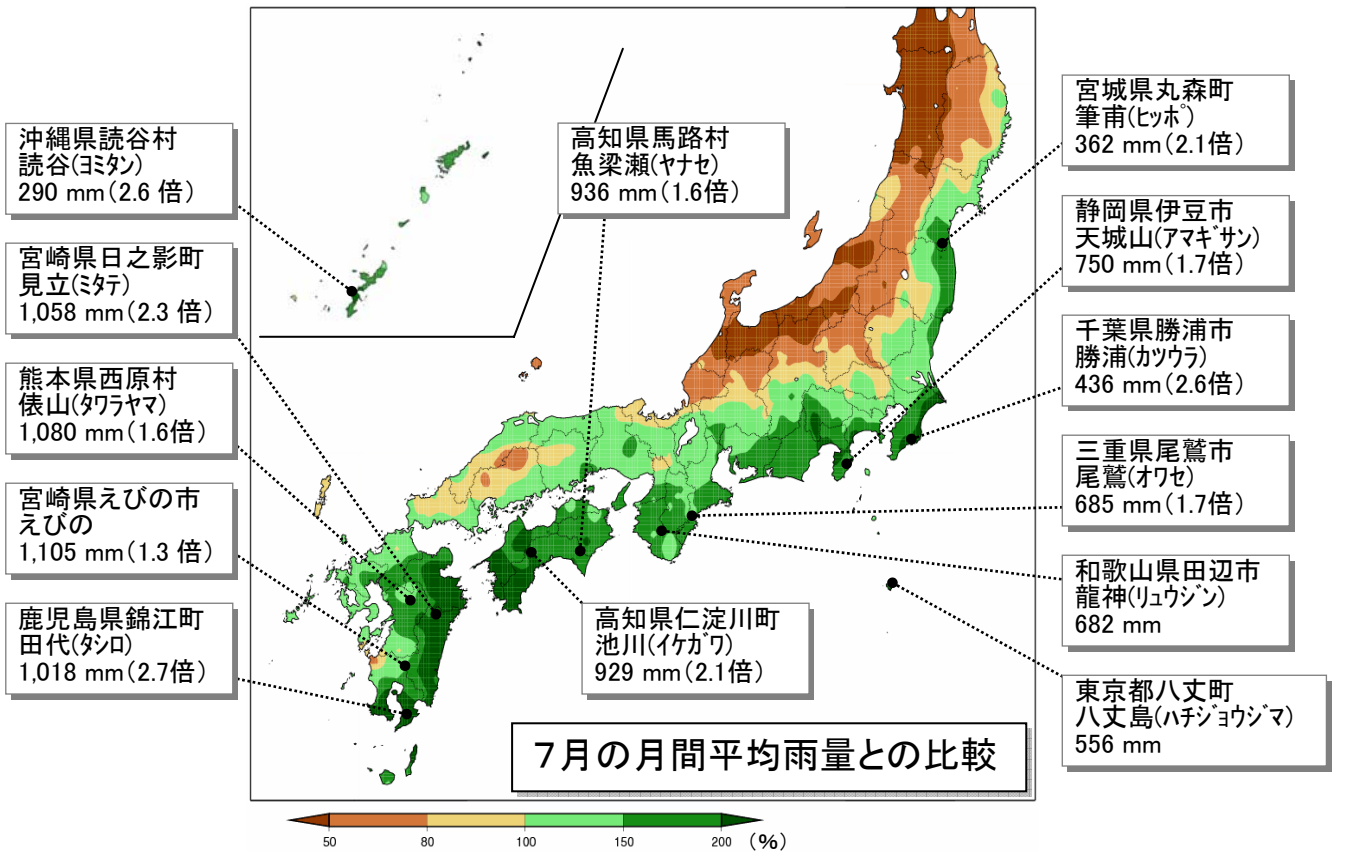 沖縄県読谷村
読谷(ﾖﾐﾀﾝ)
290 mm(2.6 倍)
宮崎県日之影町
見立(ﾐﾀﾃ)
1,058 mm(2.3 倍)
熊本県西原村
俵山(ﾀﾜﾗﾔﾏ)
1,080 mm(1.6倍)
宮崎県えびの市
えびの
1,105 mm(1.3 倍)
鹿児島県錦江町
田代(ﾀｼﾛ)
1,018 mm(2.7倍)
高知県馬路村
魚梁瀬(ﾔﾅｾ)
936 mm(1.6倍)
高知県仁淀川町
池川(ｲｹｶﾞﾜ)
929 mm(2.1倍)
宮城県丸森町
筆甫(ﾋｯﾎﾟ)
362 mm(2.1倍)
静岡県伊豆市
天城山(ｱﾏｷﾞｻﾝ)
750 mm(1.7倍)
千葉県勝浦市
勝浦(ｶﾂｳﾗ)
436 mm(2.6倍)
三重県尾鷲市
尾鷲(ｵﾜｾ)
685 mm(1.7倍)
和歌山県田辺市
龍神(ﾘｭｳｼﾞﾝ)
682 mm
東京都八丈町
八丈島(ﾊﾁｼﾞｮｳｼﾞﾏ)
556 mm
７月の月間平均雨量との比較
50 80 100 150 200 (%)